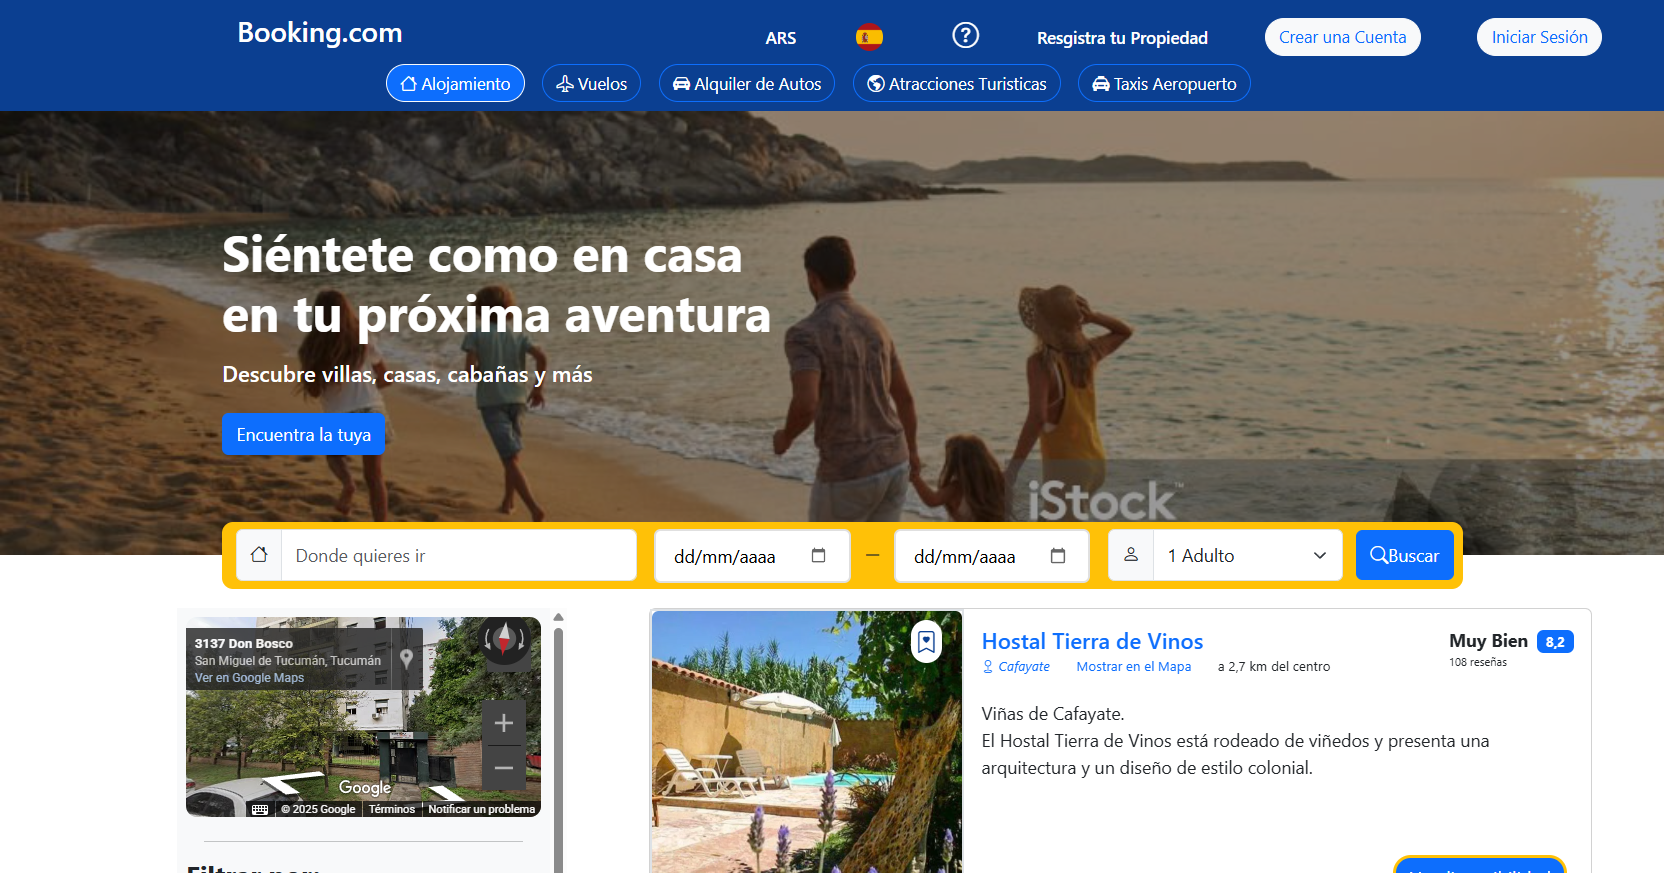 Booking.com
ARS
Resgistra tu Propiedad
Crear una Cuenta
Iniciar Sesión
Alojamiento
Vuelos
Alquiler de Autos
Atracciones Turisticas
Taxis Aeropuerto
Siéntete como en casa
en tu próxima aventura
Descubre villas, casas, cabañas y más
Encuentra la tuya
iStock
Donde quieres ir
dd/mm/aaaa
–
dd/mm/aaaa
1 Adulto
Buscar
3137 Don Bosco
San Miguel de Tucumán, Tucumán
Ver en Google Maps
Google
© 2025 Google
Términos
Notificar un problema
Hostal Tierra de Vinos
Cafayate
Mostrar en el Mapa
a 2,7 km del centro
Muy Bien
8,2
108 reseñas
Viñas de Cafayate.
El Hostal Tierra de Vinos está rodeado de viñedos y presenta una
arquitectura y un diseño de estilo colonial.